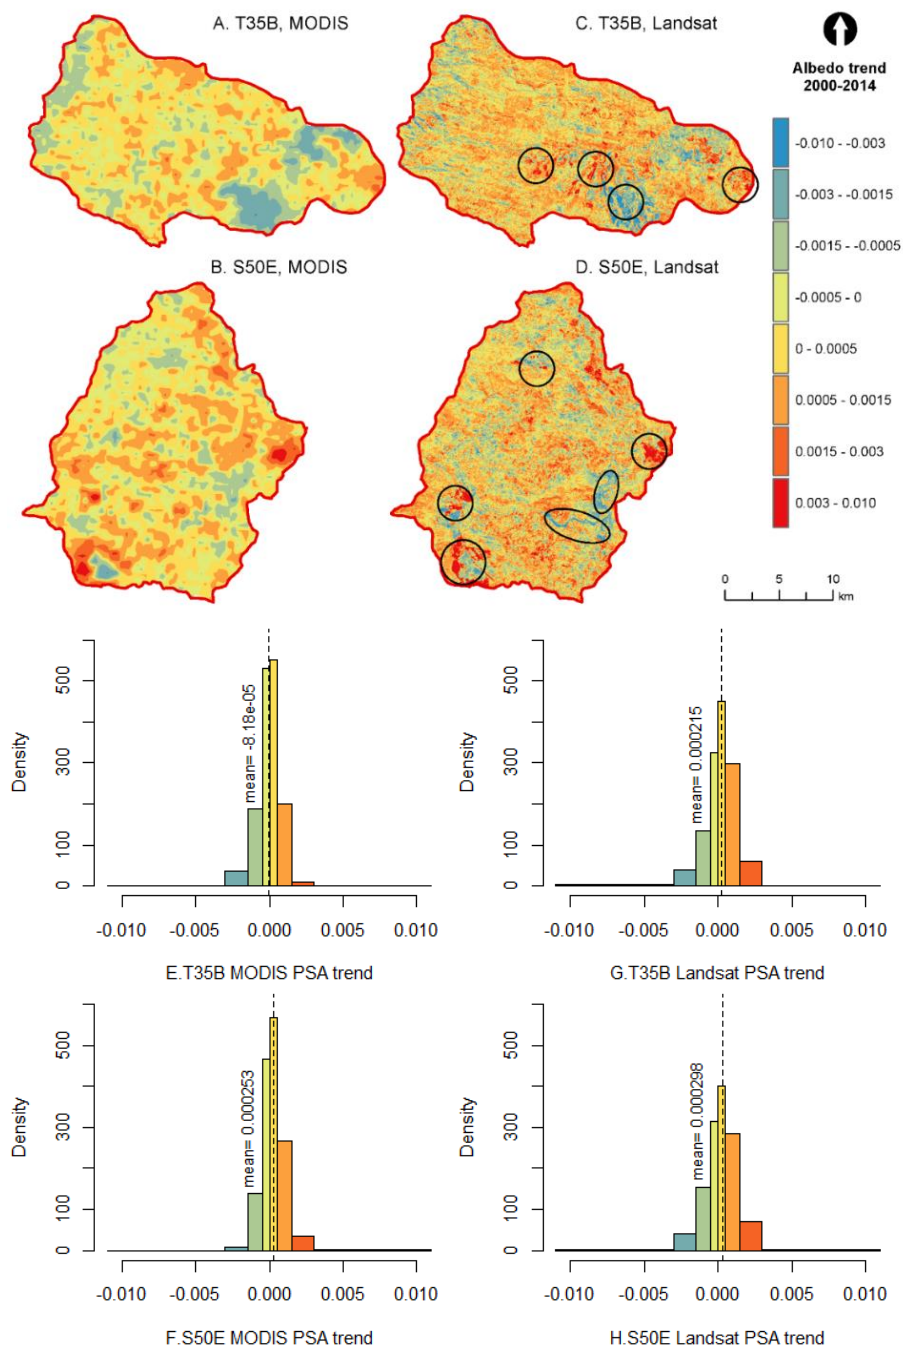 A. T35B, MODIS
C. T35B, Landsat
Albedo trend
2000-2014
-0.010 - -0.003
-0.003 - -0.0015
-0.0015 - -0.0005
-0.0005 - 0
0 - 0.0005
0.0005 - 0.0015
0.0015 - 0.003
0.003 - 0.010
B. S50E, MODIS
D. S50E, Landsat
0 5 10
km
Density
0 100 300 500
mean= -8.18e-05
-0.010 -0.005 0.000 0.005 0.010
E.T35B MODIS PSA trend
Density
0 100 300 500
mean= 0.000215
-0.010 -0.005 0.000 0.005 0.010
G.T35B Landsat PSA trend
Density
0 100 300 500
mean= 0.000253
-0.010 -0.005 0.000 0.005 0.010
F.S50E MODIS PSA trend
Density
0 100 300 500
mean= 0.000298
-0.010 -0.005 0.000 0.005 0.010
H.S50E Landsat PSA trend